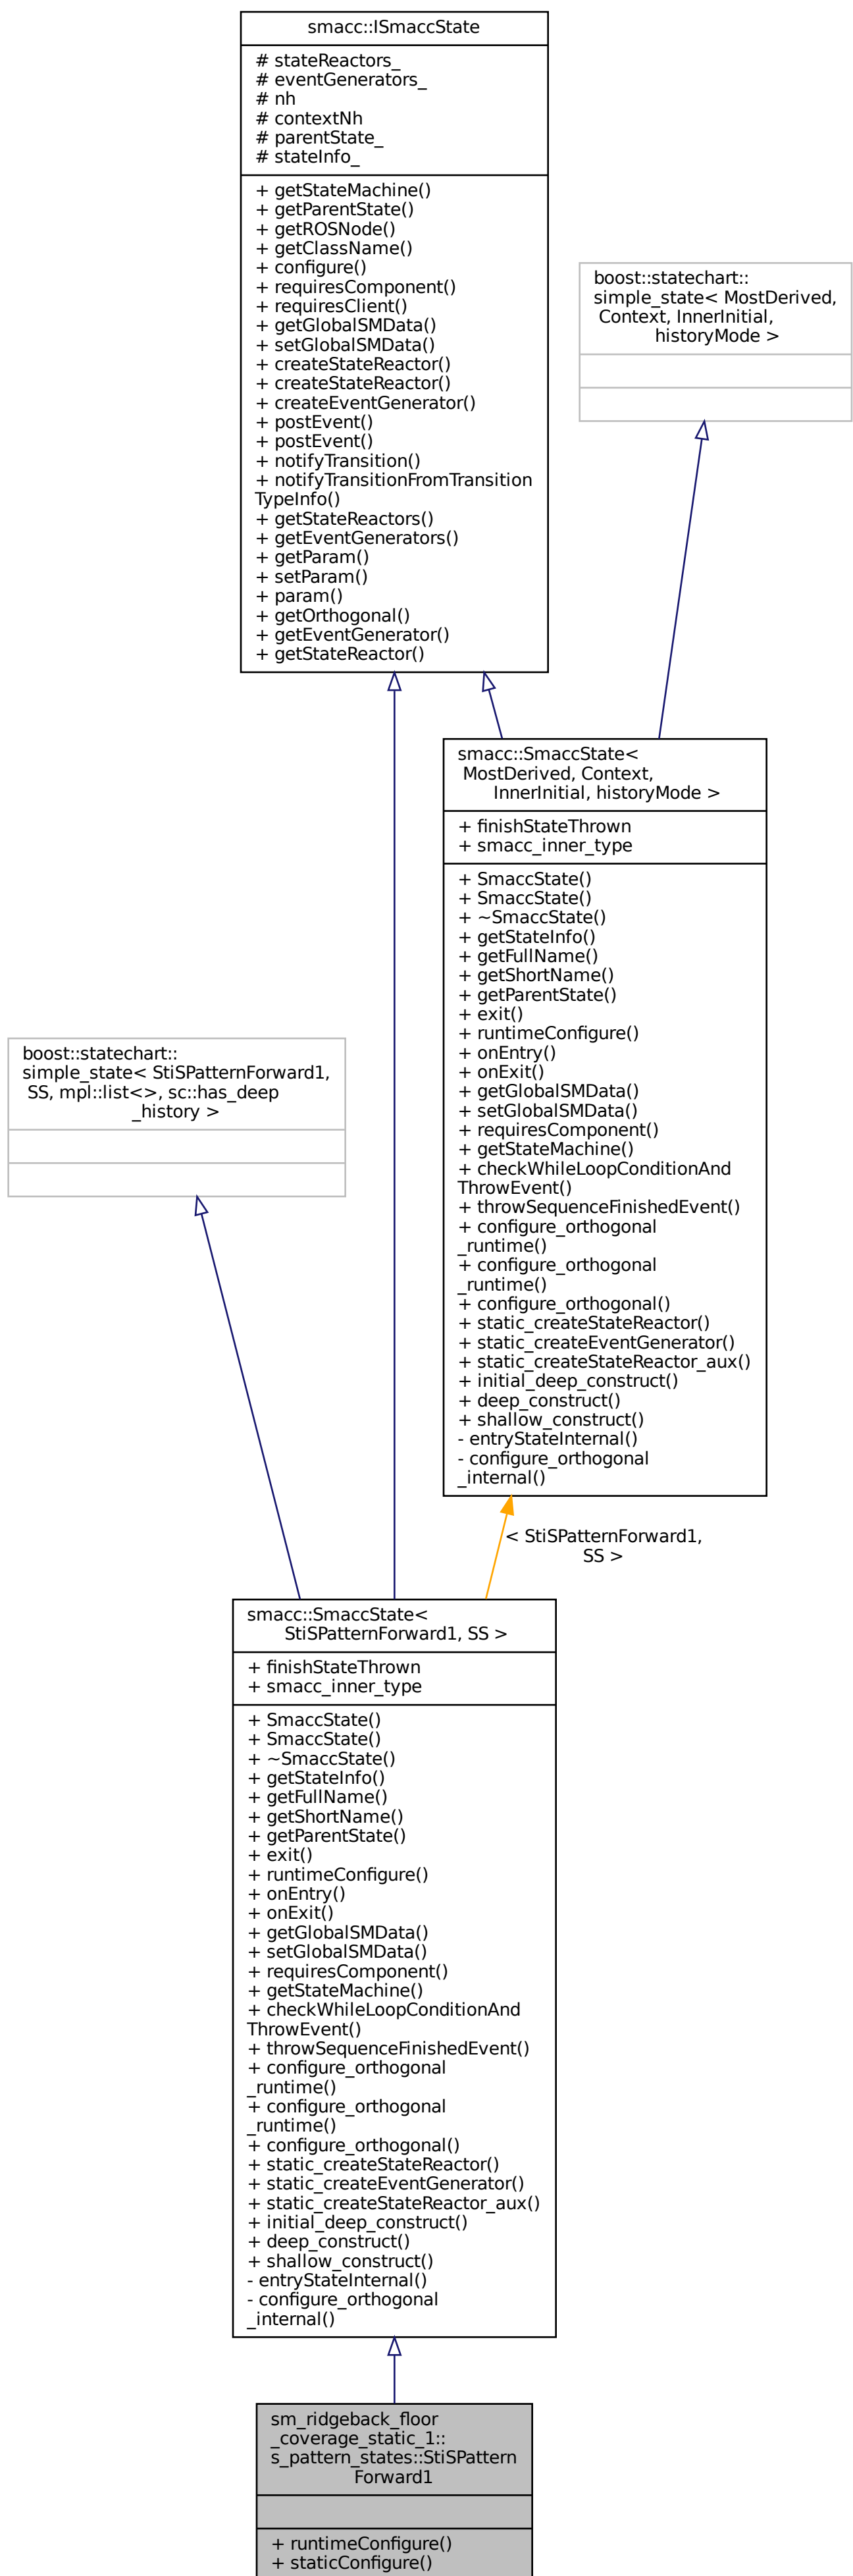 smacc::ISmaccState
# stateReactors_
# eventGenerators_
# nh
# contextNh
# parentState_
# stateInfo_
+ getStateMachine()
+ getParentState()
+ getROSNode()
+ getClassName()
+ configure()
+ requiresComponent()
+ requiresClient()
+ getGlobalSMData()
+ setGlobalSMData()
+ createStateReactor()
+ createStateReactor()
+ createEventGenerator()
+ postEvent()
+ postEvent()
+ notifyTransition()
+ notifyTransitionFromTransition
TypeInfo()
+ getStateReactors()
+ getEventGenerators()
+ getParam()
+ setParam()
+ param()
+ getOrthogonal()
+ getEventGenerator()
+ getStateReactor()
boost::statechart::
simple_state< MostDerived,
Context, InnerInitial,
historyMode >
smacc::SmaccState<
MostDerived, Context,
InnerInitial, historyMode >
+ finishStateThrown
+ smacc_inner_type
+ SmaccState()
+ SmaccState()
+ ~SmaccState()
+ getStateInfo()
+ getFullName()
+ getShortName()
+ getParentState()
+ exit()
+ runtimeConfigure()
+ onEntry()
+ onExit()
+ getGlobalSMData()
+ setGlobalSMData()
+ requiresComponent()
+ getStateMachine()
+ checkWhileLoopConditionAnd
ThrowEvent()
+ throwSequenceFinishedEvent()
+ configure_orthogonal
_runtime()
+ configure_orthogonal
_runtime()
+ configure_orthogonal()
+ static_createStateReactor()
+ static_createEventGenerator()
+ static_createStateReactor_aux()
+ initial_deep_construct()
+ deep_construct()
+ shallow_construct()
- entryStateInternal()
- configure_orthogonal
_internal()
boost::statechart::
simple_state< StiSPatternForward1,
SS, mpl::list<>, sc::has_deep
_history >
< StiSPatternForward1,
SS >
smacc::SmaccState<
StiSPatternForward1, SS >
+ finishStateThrown
+ smacc_inner_type
+ SmaccState()
+ SmaccState()
+ ~SmaccState()
+ getStateInfo()
+ getFullName()
+ getShortName()
+ getParentState()
+ exit()
+ runtimeConfigure()
+ onEntry()
+ onExit()
+ getGlobalSMData()
+ setGlobalSMData()
+ requiresComponent()
+ getStateMachine()
+ checkWhileLoopConditionAnd
ThrowEvent()
+ throwSequenceFinishedEvent()
+ configure_orthogonal
_runtime()
+ configure_orthogonal
_runtime()
+ configure_orthogonal()
+ static_createStateReactor()
+ static_createEventGenerator()
+ static_createStateReactor_aux()
+ initial_deep_construct()
+ deep_construct()
+ shallow_construct()
- entryStateInternal()
- configure_orthogonal
_internal()
sm_ridgeback_floor
_coverage_static_1::
s_pattern_states::StiSPattern
Forward1
+ runtimeConfigure()
+ staticConfigure()